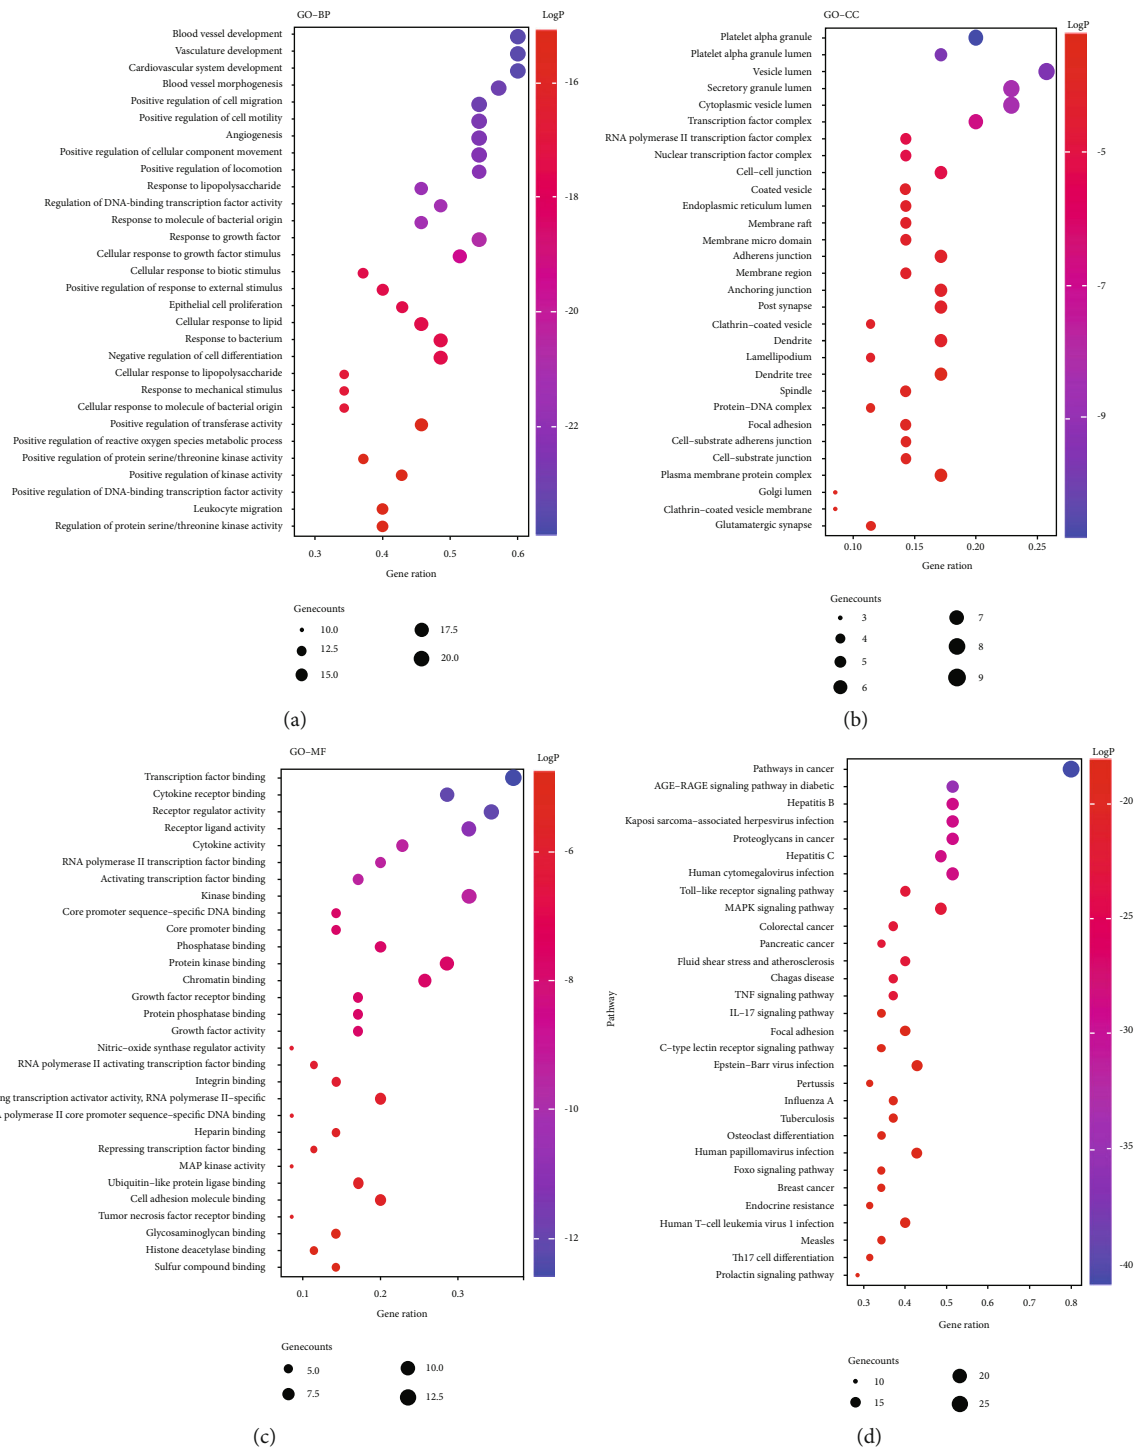 GO–BP
LogP
Blood vessel development
Vasculature development
Cardiovascular system development
Blood vessel morphogenesis
Positive regulation of cell migration
Positive regulation of cell motility
Angiogenesis
Positive regulation of cellular component movement
Positive regulation of locomotion
Response to lipopolysaccharide
Regulation of DNA-binding transcription factor activity
Response to molecule of bacterial origin
Response to growth factor
Cellular response to growth factor stimulus
Cellular response to biotic stimulus
Positive regulation of response to external stimulus
Epithelial cell proliferation
Cellular response to lipid
Response to bacterium
Negative regulation of cell differentiation
Cellular response to lipopolysaccharide
Response to mechanical stimulus
Cellular response to molecule of bacterial origin
Positive regulation of transferase activity
Positive regulation of reactive oxygen species metabolic process
Positive regulation of protein serine/threonine kinase activity
Positive regulation of kinase activity
Positive regulation of DNA-binding transcription factor activity
Leukocyte migration
Regulation of protein serine/threonine kinase activity
-16
-18
-20
-22
0.3 0.4 0.5 0.6
Gene ration
Genecounts
10.0 17.5
12.5 20.0
15.0
(a)
GO–CC
LogP
Platelet alpha granule
Platelet alpha granule lumen
Vesicle lumen
Secretory granule lumen
Cytoplasmic vesicle lumen
Transcription factor complex
RNA polymerase II transcription factor complex
Nuclear transcription factor complex
Cell–cell junction
Coated vesicle
Endoplasmic reticulum lumen
Membrane raft
Membrane micro domain
Adherens junction
Membrane region
Anchoring junction
Post synapse
Clathrin–coated vesicle
Dendrite
Lamellipodium
Dendrite tree
Spindle
Protein–DNA complex
Focal adhesion
Cell–substrate adherens junction
Cell–substrate junction
Plasma membrane protein complex
Golgi lumen
Clathrin–coated vesicle membrane
Glutamatergic synapse
-5
-7
-9
0.10 0.15 0.20 0.25
Gene ration
Genecounts
3 7
4 8
5 9
6
(b)
GO–MF
LogP
Transcription factor binding
Cytokine receptor binding
Receptor regulator activity
Receptor ligand activity
Cytokine activity
RNA polymerase II transcription factor binding
Activating transcription factor binding
Kinase binding
Core promoter sequence–specific DNA binding
Core promoter binding
Phosphatase binding
Protein kinase binding
Chromatin binding
Growth factor receptor binding
Protein phosphatase binding
Growth factor activity
Nitric–oxide synthase regulator activity
RNA polymerase II activating transcription factor binding
Integrin binding
ng transcription activator activity, RNA polymerase II–specific
polymerase II core promoter sequence–specific DNA binding
Heparin binding
Repressing transcription factor binding
MAP kinase activity
Ubiquitin–like protein ligase binding
Cell adhesion molecule binding
Tumor necrosis factor receptor binding
Glycosaminoglycan binding
Histone deacetylase binding
Sulfur compound binding
-6
-8
-10
-12
0.1 0.2 0.3
Gene ration
Genecounts
5.0 10.0
7.5 12.5
(c)
LogP
Pathway
Pathways in cancer
AGE–RAGE signaling pathway in diabetic
Hepatitis B
Kaposi sarcoma–associated herpesvirus infection
Proteoglycans in cancer
Hepatitis C
Human cytomegalovirus infection
Toll–like receptor signaling pathway
MAPK signaling pathway
Colorectal cancer
Pancreatic cancer
Fluid shear stress and atherosclerosis
Chagas disease
TNF signaling pathway
IL–17 signaling pathway
Focal adhesion
C–type lectin receptor signaling pathway
Epstein–Barr virus infection
Pertussis
Influenza A
Tuberculosis
Osteoclast differentiation
Human papillomavirus infection
Foxo signaling pathway
Breast cancer
Endocrine resistance
Human T–cell leukemia virus 1 infection
Measles
Th17 cell differentiation
Prolactin signaling pathway
-20
-25
-30
-35
-40
0.3 0.4 0.5 0.6 0.7 0.8
Gene ration
Genecounts
10 20
15 25
(d)